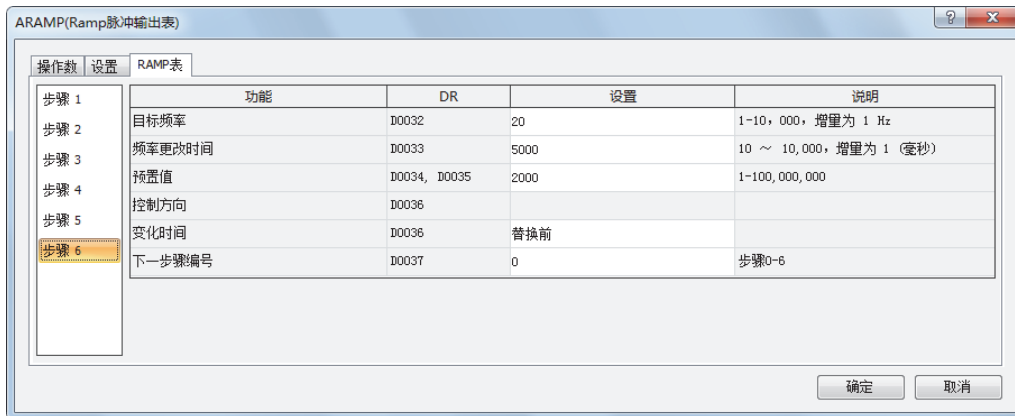 ARAMP(Ramp脉冲输出表)
操作数 设置 RAMP表
步骤 1
步骤 2
步骤 3
步骤 4
步骤 5
步骤 6
功能 DR 设置 说明
目标频率 D0032 20 1-10，000，增量为 1 Hz
频率更改时间 D0033 5000 10 ～ 10,000，增量为 1 (毫秒)
预置值 D0034, D0035 2000 1-100,000,000
控制方向 D0036
变化时间 D0036 替换前
下一步骤编号 D0037 0 步骤0-6
确定 取消